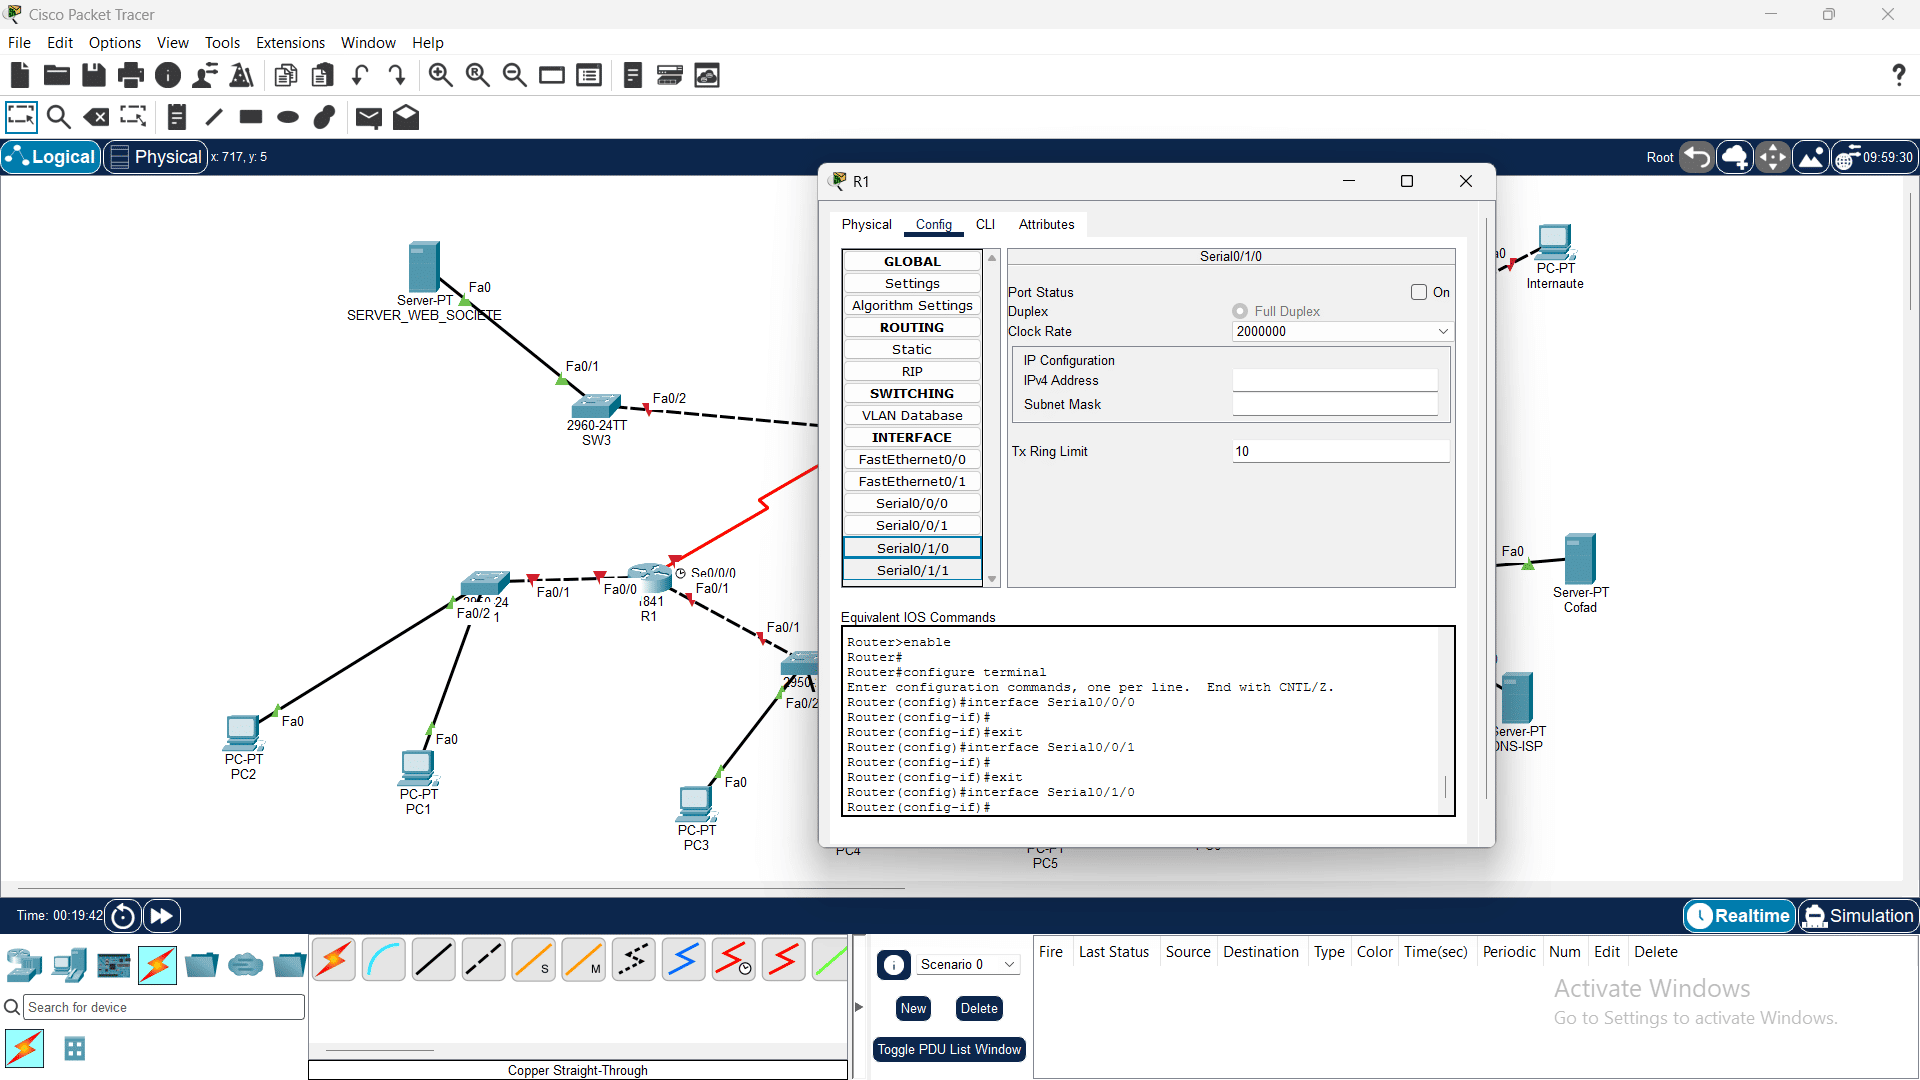 Cisco Packet Tracer
File Edit Options View Tools Extensions Window Help
Logical Physical x: 717, y: 5 Root 09:59:30
Server-PT
SERVER_WEB_SOCIETE
Fa0
Fa0/1
Fa0/2
2960-24TT
SW3
Fa0/1
Fa0/0
Se0/0/0
Fa0/1
1841
R1
Fa0/2
Fa0/1
2950-
Fa0/2
Fa0
PC-PT
PC2
Fa0
PC-PT
PC1
Fa0
PC-PT
PC3
PC4
PC-PT
PC5
PC-PT
Internaute
Fa0
Server-PT
Cofad
Server-PT
DNS-ISP
R1
Physical Config CLI Attributes
GLOBAL
Settings
Algorithm Settings
ROUTING
Static
RIP
SWITCHING
VLAN Database
INTERFACE
FastEthernet0/0
FastEthernet0/1
Serial0/0/0
Serial0/0/1
Serial0/1/0
Serial0/1/1
Serial0/1/0
Port Status On
Duplex Full Duplex
Clock Rate 2000000
IP Configuration
IPv4 Address
Subnet Mask
Tx Ring Limit 10
Equivalent IOS Commands
Router>enable
Router#
Router#configure terminal
Enter configuration commands, one per line. End with CNTL/Z.
Router(config)#interface Serial0/0/0
Router(config-if)#
Router(config-if)#exit
Router(config)#interface Serial0/0/1
Router(config-if)#
Router(config-if)#exit
Router(config)#interface Serial0/1/0
Router(config-if)#
Time: 00:19:42 Realtime Simulation
Search for device
S
M
Copper Straight-Through
Scenario 0
New Delete
Toggle PDU List Window
Fire Last Status Source Destination Type Color Time(sec) Periodic Num Edit Delete
Activate Windows
Go to Settings to activate Windows.